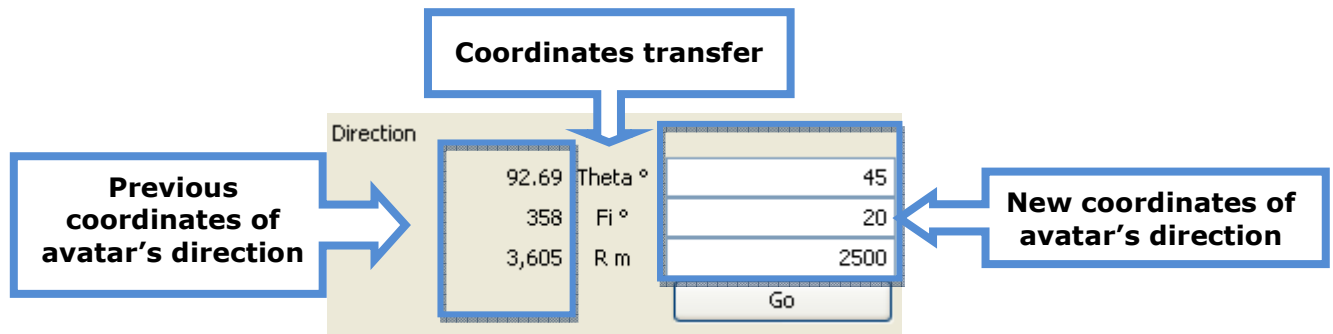 Coordinates transfer
Direction
Previous
coordinates of
avatar’s direction
92.69 Theta ° 45
358 Fi ° 20
3,605 R m 2500
Go
New coordinates of
avatar’s direction